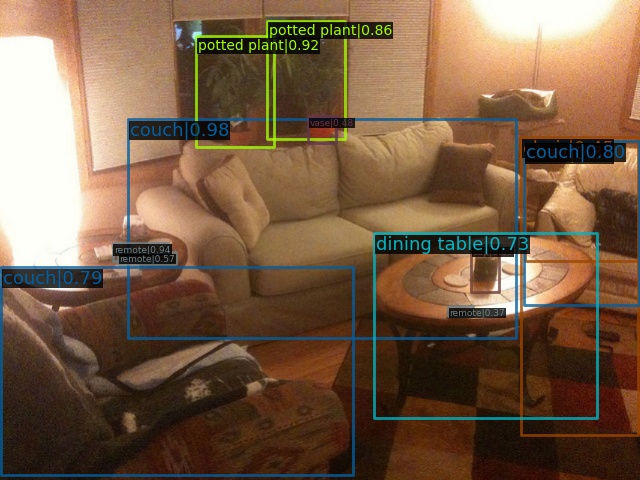 potted plant|0.86
potted plant|0.92
vase|0.48
couch|0.98
couch|0.80
dining table|0.73
remote|0.94
remote|0.57
couch|0.79
remote|0.37